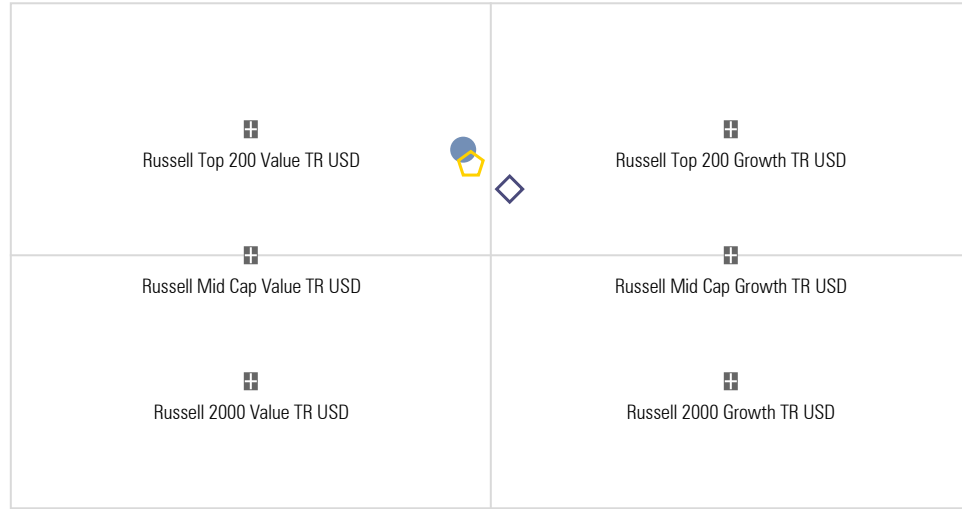 Russell Top 200 Value TR USD
Russell Top 200 Growth TR USD
Russell Mid Cap Value TR USD
Russell Mid Cap Growth TR USD
Russell 2000 Value TR USD
Russell 2000 Growth TR USD